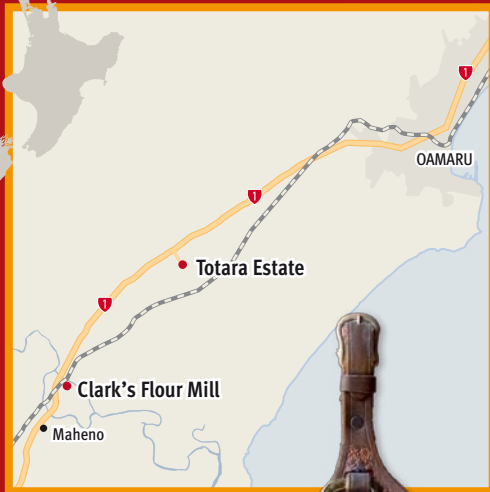 1
OAMARU
1
Totara Estate
1
Clark's Flour Mill
Maheno